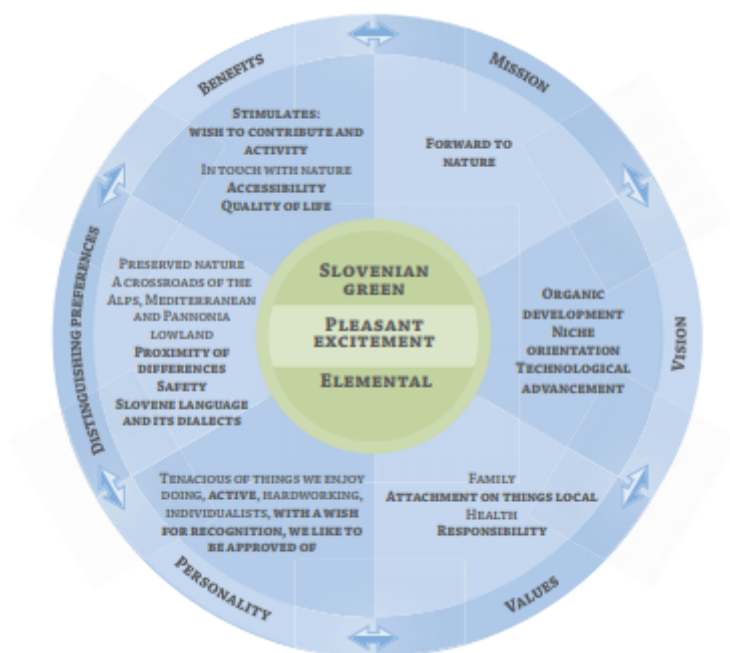 BENEFITS
STIMULATES:
WISH TO CONTRIBUTE AND
ACTIVITY
IN TOUCH WITH NATURE
ACCESSIBILITY
QUALITY OF LIFE
MISSION
FORWARD TO
NATURE
DISTINGUISHING PREFERENCES
PRESERVED NATURE
A CROSSROADS OF THE
ALPS, MEDITERRANEAN
AND PANNONIA
LOWLAND
PROXIMITY OF
DIFFERENCES
SAFETY
SLOVENE LANGUAGE
AND ITS DIALECTS
SLOVENIAN
GREEN
PLEASANT
EXCITEMENT
ELEMENTAL
VISION
ORGANIC
DEVELOPMENT
NICHE
ORIENTATION
TECHNOLOGICAL
ADVANCEMENT
PERSONALITY
TENACIOUS OF THINGS WE ENJOY
DOING, ACTIVE, HARDWORKING,
INDIVIDUALISTS, WITH A WISH
FOR RECOGNITION, WE LIKE TO
BE APPROVED OF
VALUES
FAMILY
ATTACHMENT ON THINGS LOCAL
HEALTH
RESPONSIBILITY